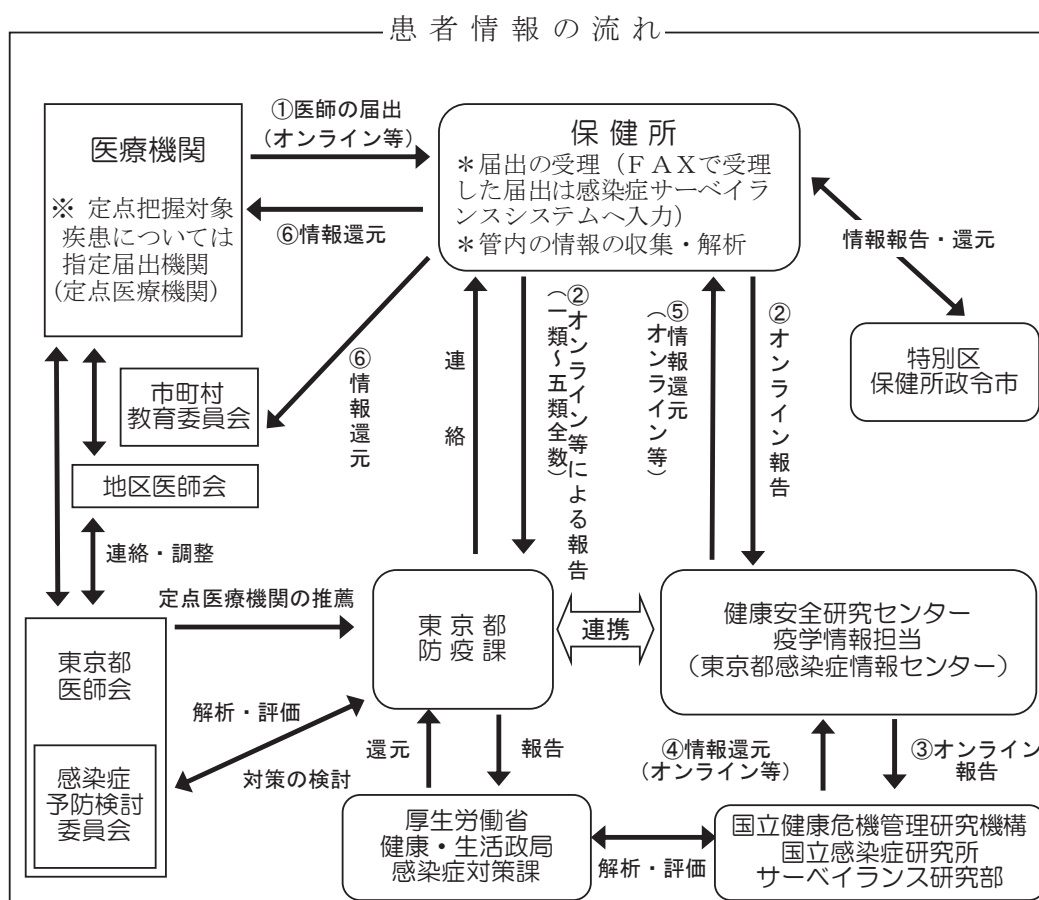 患者情報の流れ
医療機関
※ 定点把握対象
疾患については
指定届出機関
(定点医療機関)
①医師の届出
(オンライン等)
⑥情報還元
保健所
＊届出の受理（ＦＡＸで受理
した届出は感染症サーベイラ
ンスシステムへ入力）
＊管内の情報の収集・解析
情報報告・還元
特別区
保健所政令市
⑥情報還元
市町村
教育委員会
地区医師会
連絡・調整
連絡
②オンライン等による報告
（一類～五類全数）
⑤情報還元
（オンライン等）
②オンライン報告
定点医療機関の推薦
東京都
医師会
感染症
予防検討
委員会
解析・評価
対策の検討
東京都
防疫課
連携
健康安全研究センター
疫学情報担当
（東京都感染症情報センター）
還元
報告
④情報還元
(オンライン等)
③オンライン
報告
厚生労働省
健康・生活政局
感染症対策課
解析・評価
国立健康危機管理研究機構
国立感染症研究所
サーベイランス研究部